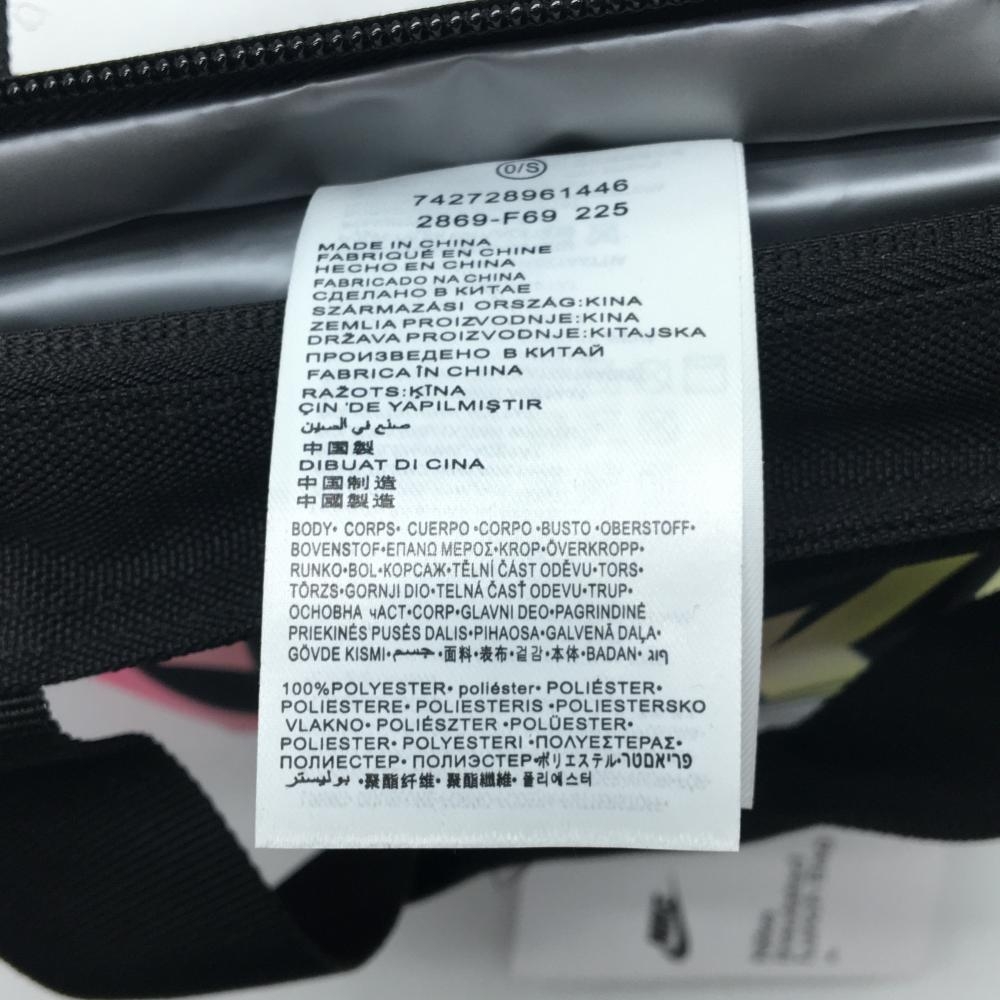 O/S
742728961446
2869-F69 225
MADE IN CHINA
FABRIQUÉ EN CHINE
HECHO EN CHINA
FABRICADO NA CHINA
СДЕЛАНО В КИТАЕ
SZÁRMAZÁSI ORSZÁG:KINA
ZEMLIA PROIZVODNJE:KINA
DRŽAVA PROIZVODNJE:KITAJSKA
ПРОИЗВЕДЕНО В КИТАЙ
FABRICA ÎN CHINA
RAŽOTS:ĶĪNA
ÇIN 'DE YAPILMIŞTIR
صنع في الصين
中国製
DIBUAT DI CINA
中国制造
中國製造
BODY• CORPS• CUERPO •CORPO •BUSTO •OBERSTOFF•
BOVENSTOF•ΕΠΑΝΩ ΜΕΡΟΣ•KROP•ÖVERKROPP•
RUNKO•BOL•КОРСАЖ•TĚLNÍ ČÁST ODĚVU•TORS•
TÖRZS•GORNJI DIO•TELNÁ ČASŤ ODEVU•TRUP•
ОСНОВНА чАСТ•CORP•GLAVNI DEO•PAGRINDINĖ
PRIEKINĖS PUSĖS DALIS•PIHAOSA•GALVENĀ DAĻA•
GÖVDE KISMI•جسم•面料•表布•겉감•本体•BADAN• גוף
100%POLYESTER• poliéster• POLIÉSTER•
POLIESTERE• POLIESTERIS •POLIESTERSKO
VLAKNO• POLIÉSZTER •POLÜESTER•
POLIESTER• POLYESTERI •ΠΟΛΥΕΣΤΕΡΑΣ•
ПОЛИЕСТЕР• ПОЛИЭСТЕР•ポリエステル•פריאסטר
بوليستر •聚酯纤维• 聚酯纖維• 폴리에스터